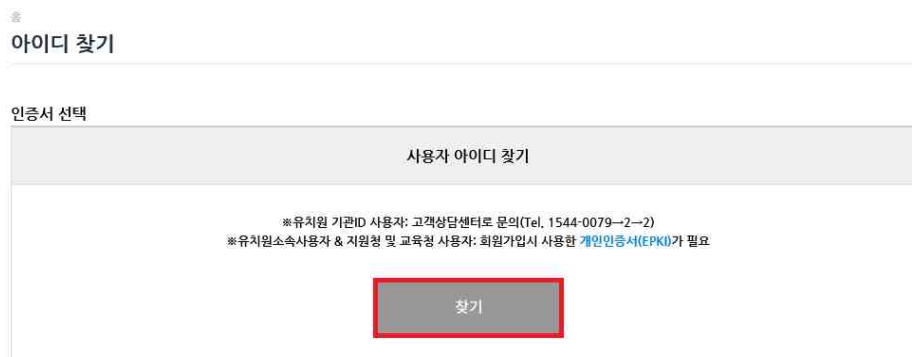 홈
아이디 찾기
인증서 선택
사용자 아이디 찾기
※유치원 기관ID 사용자: 고객상담센터로 문의(Tel. 1544-0079→2→2)
※유치원소속사용자 & 지원청 및 교육청 사용자: 회원가입시 사용한 개인인증서(EPKI)가 필요
찾기